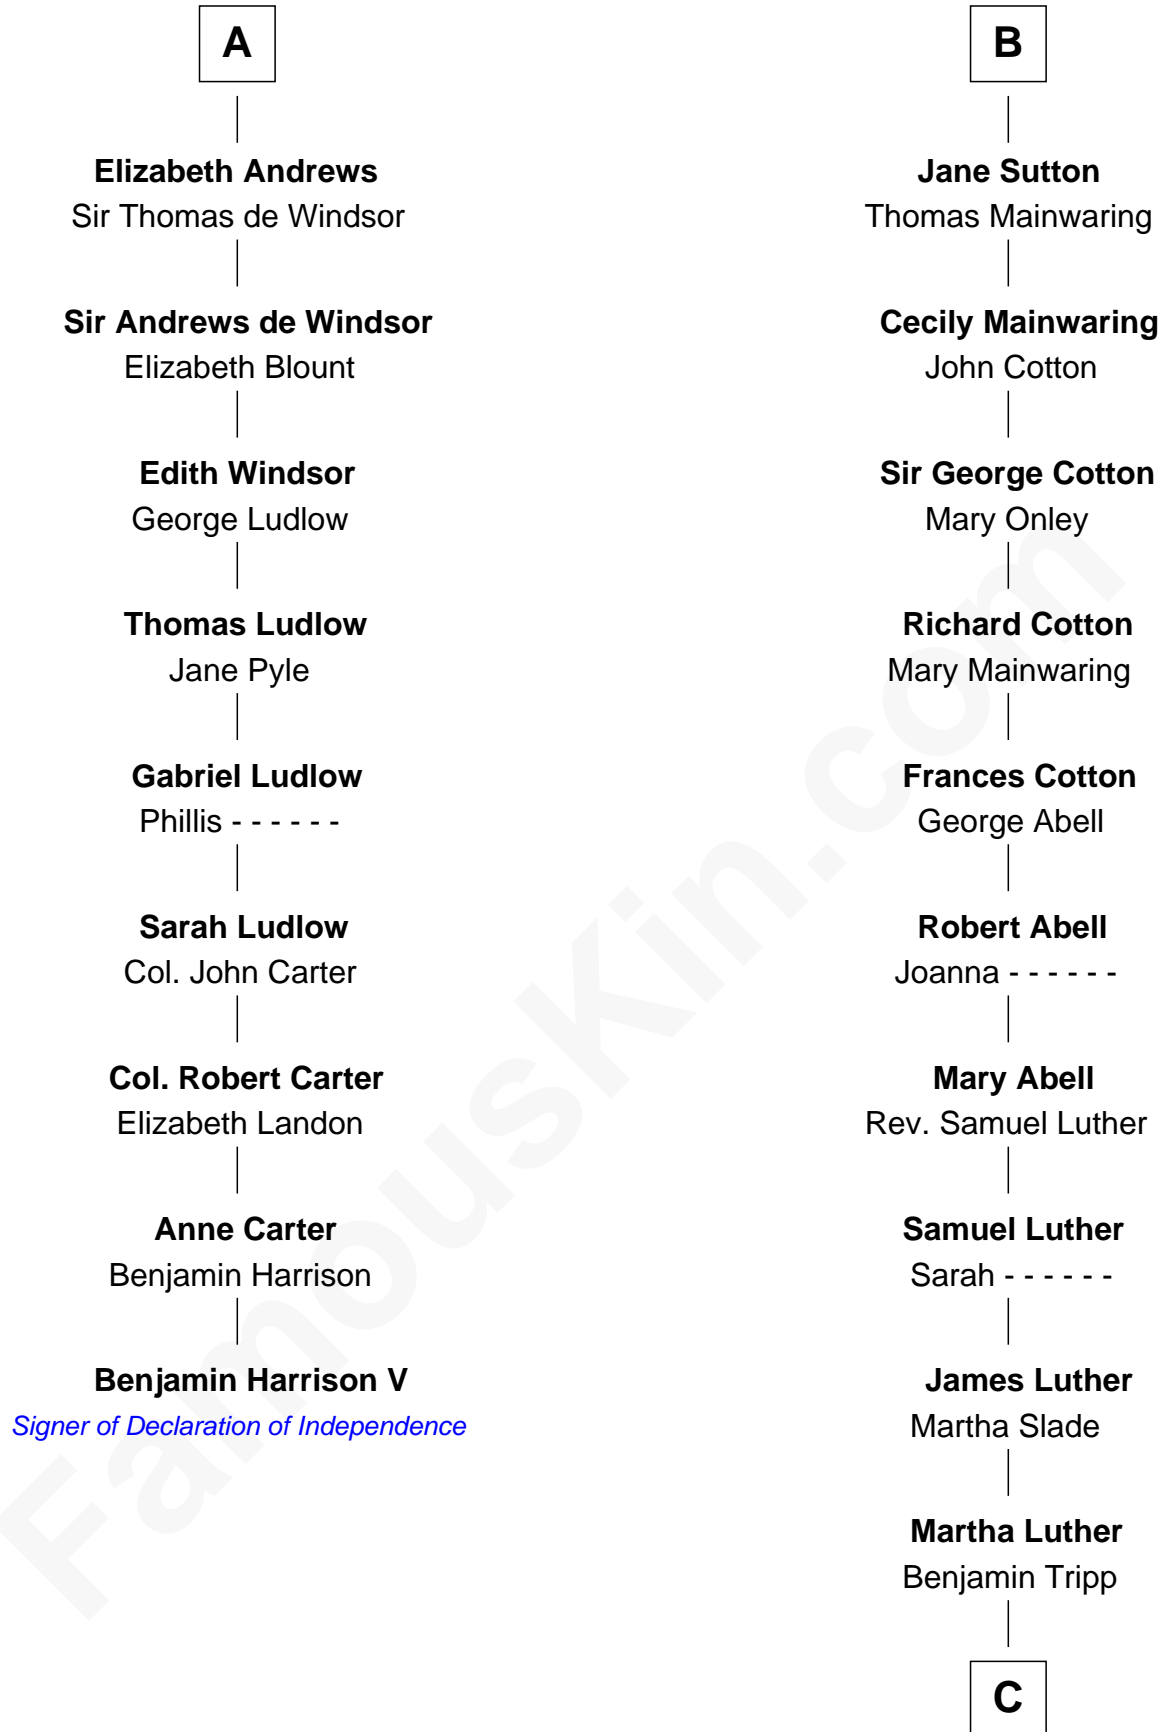 A
Elizabeth Andrews
Sir Thomas de Windsor
Sir Andrews de Windsor
Elizabeth Blount
Edith Windsor
George Ludlow
Thomas Ludlow
Jane Pyle
Gabriel Ludlow
Phillis - - - - - -
Sarah Ludlow
Col. John Carter
Col. Robert Carter
Elizabeth Landon
Anne Carter
Benjamin Harrison
Benjamin Harrison V
Signer of Declaration of Independence
B
Jane Sutton
Thomas Mainwaring
Cecily Mainwaring
John Cotton
Sir George Cotton
Mary Onley
Richard Cotton
Mary Mainwaring
Frances Cotton
George Abell
Robert Abell
Joanna - - - - - -
Mary Abell
Rev. Samuel Luther
Samuel Luther
Sarah - - - - - -
James Luther
Martha Slade
Martha Luther
Benjamin Tripp
C
FamousKin.com